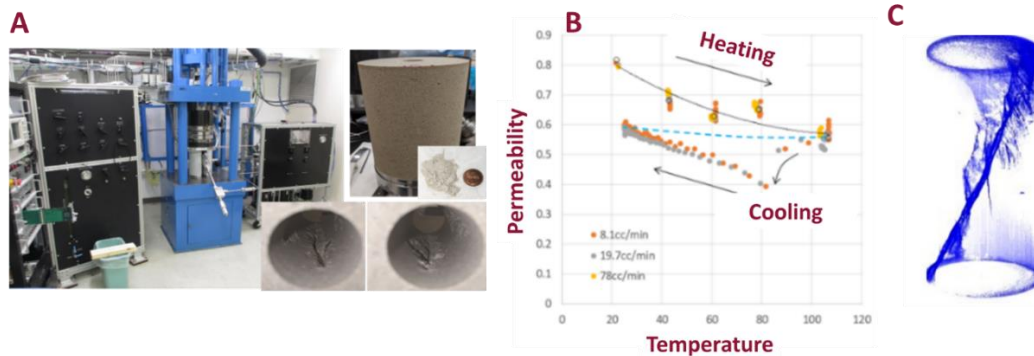 A
B
C
Heating
Cooling
Permeability
0.9
0.8
0.7
0.6
0.5
0.4
0.3
0.2
0.1
0
8.1cc/min
19.7cc/min
78cc/min
0 20 40 60 80 100 120
Temperature